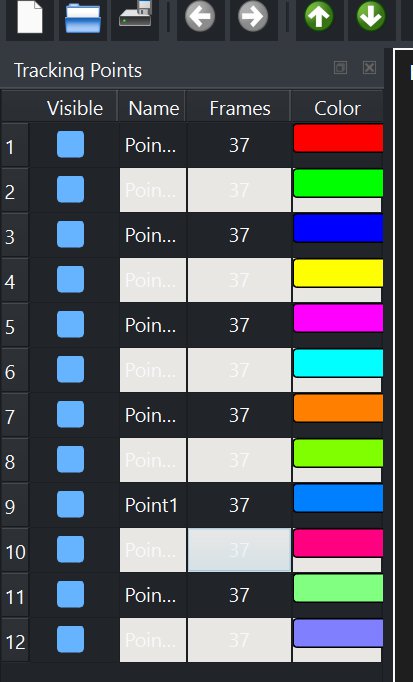 Tracking Points
Visible Name Frames Color
1 Poin... 37
2 Poin... 37
3 Poin... 37
4 Poin... 37
5 Poin... 37
6 Poin... 37
7 Poin... 37
8 Poin... 37
9 Point1 37
10 Poin... 37
11 Poin... 37
12 Poin... 37